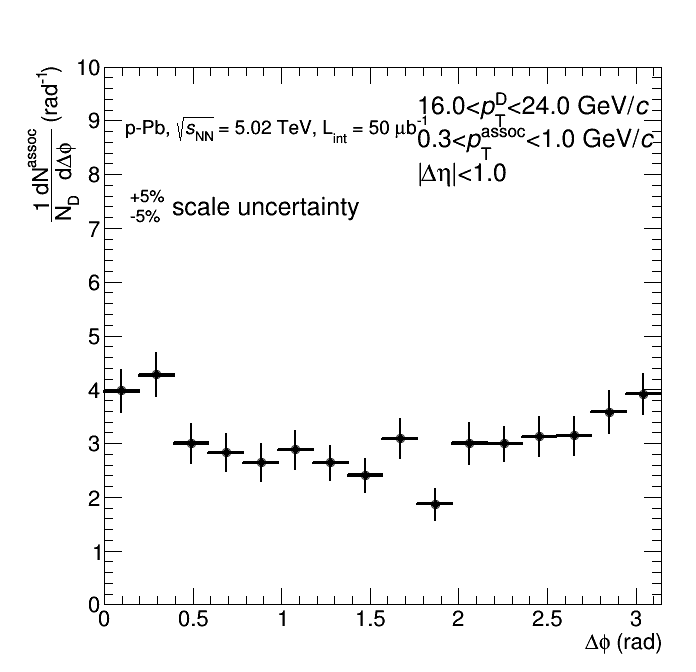 1 dN^assoc / N_D dΔφ (rad^-1)
p-Pb, √s_NN = 5.02 TeV, L_int = 50 μb^-1
16.0<p_T^D<24.0 GeV/c
0.3<p_T^assoc<1.0 GeV/c
|Δη|<1.0
+5%
-5% scale uncertainty
10
9
8
7
6
5
4
3
2
1
0
0 0.5 1 1.5 2 2.5 3
Δφ (rad)